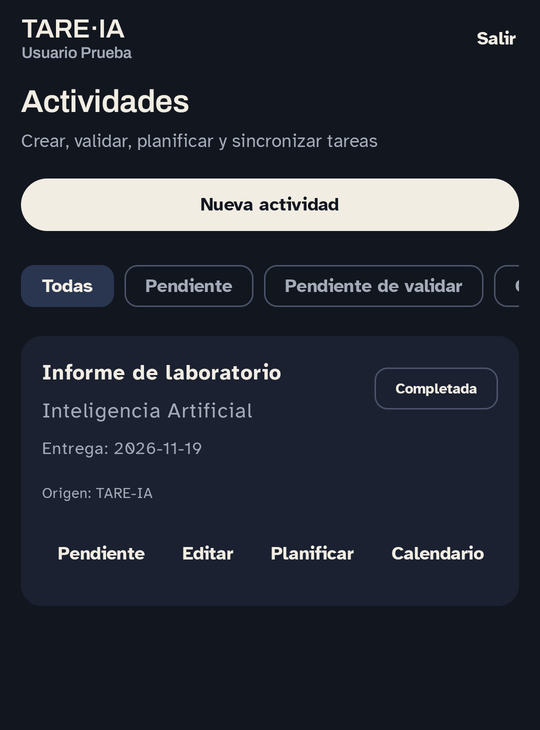 TARE·IA
Usuario Prueba
Salir
Actividades
Crear, validar, planificar y sincronizar tareas
Nueva actividad
Todas
Pendiente
Pendiente de validar
Informe de laboratorio
Completada
Inteligencia Artificial
Entrega: 2026-11-19
Origen: TARE-IA
Pendiente
Editar
Planificar
Calendario